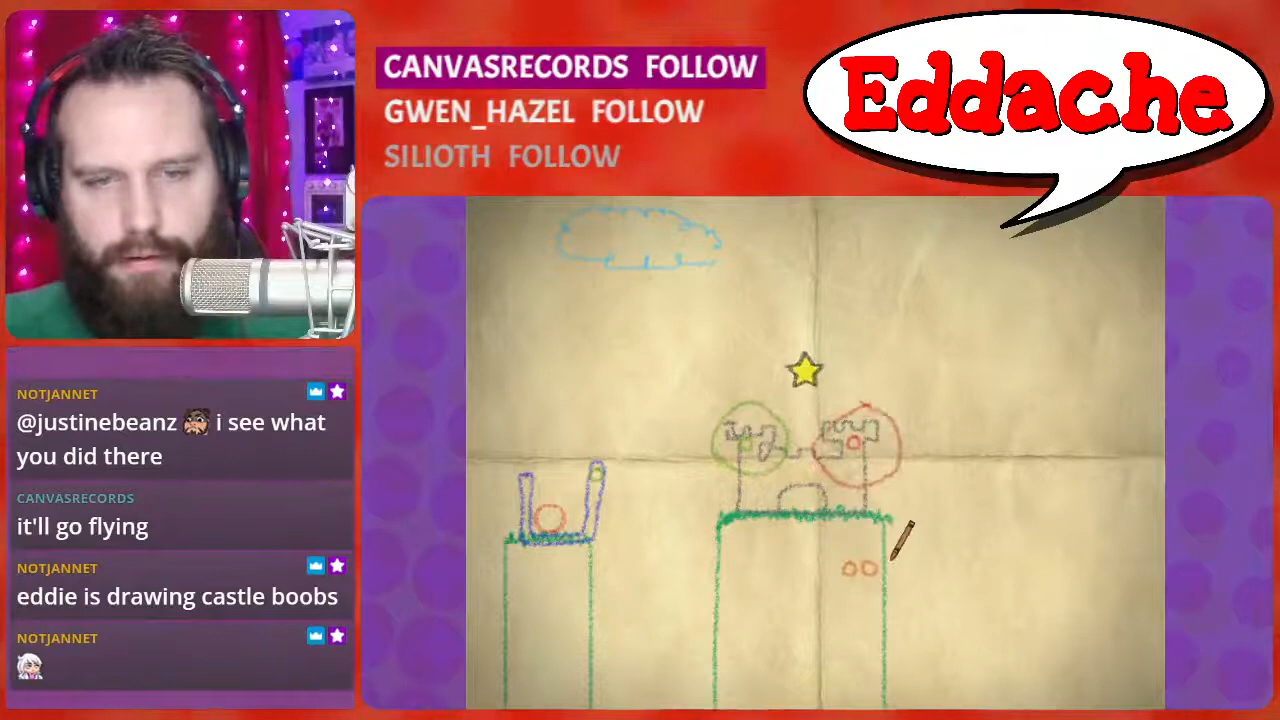 CANVASRECORDS FOLLOW
GWEN_HAZEL FOLLOW
SILIOTH FOLLOW
Eddache
NOTJANNET
@justinebeanz i see what
you did there
CANVASRECORDS
it'll go flying
NOTJANNET
eddie is drawing castle boobs
NOTJANNET